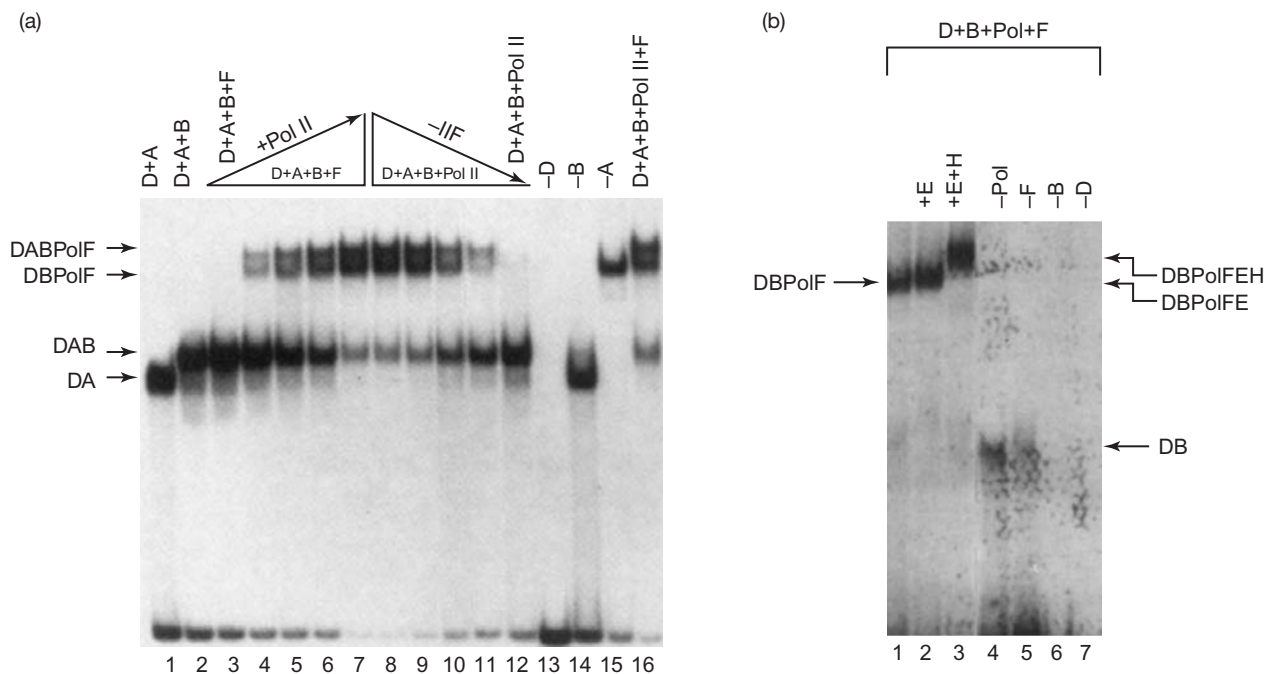 (a)
D+A
D+A+B
D+A+B+F
+Pol II
D+A+B+F
–IIF
D+A+B+Pol II
D+A+B+Pol II
–D
–B
–A
D+A+B+Pol II+F
DABPolF
DBPolF
DAB
DA
1 2 3 4 5 6 7 8 9 10 11 12 13 14 15 16
(b)
D+B+Pol+F
+E
+E+H
–Pol
–F
–B
–D
DBPolF
DBPolFEH
DBPolFE
DB
1 2 3 4 5 6 7